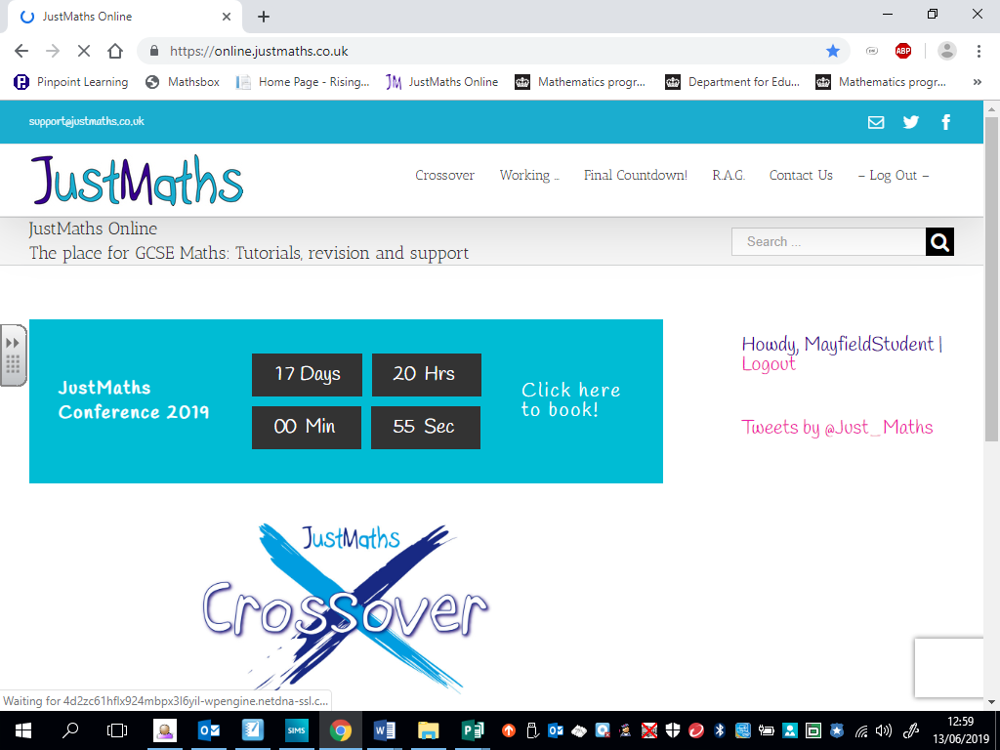 JustMaths Online
https://online.justmaths.co.uk
ABP
Pinpoint Learning
Mathsbox
Home Page - Rising...
JM JustMaths Online
Mathematics progr...
Department for Edu...
Mathematics progr...
»
support@justmaths.co.uk
JustMaths
Crossover
Working ...
Final Countdown!
R.A.G.
Contact Us
– Log Out –
JustMaths Online
The place for GCSE Maths: Tutorials, revision and support
Search ...
JustMaths
Conference 2019
17 Days
20 Hrs
00 Min
55 Sec
Click here
to book!
Howdy, MayfieldStudent |
Logout
Tweets by @Just_Maths
JustMaths
Crossover
Waiting for 4d2zc61hflx924mbpx3l6yil-wpengine.netdna-ssl.c...
SIMS
12:59
13/06/2019